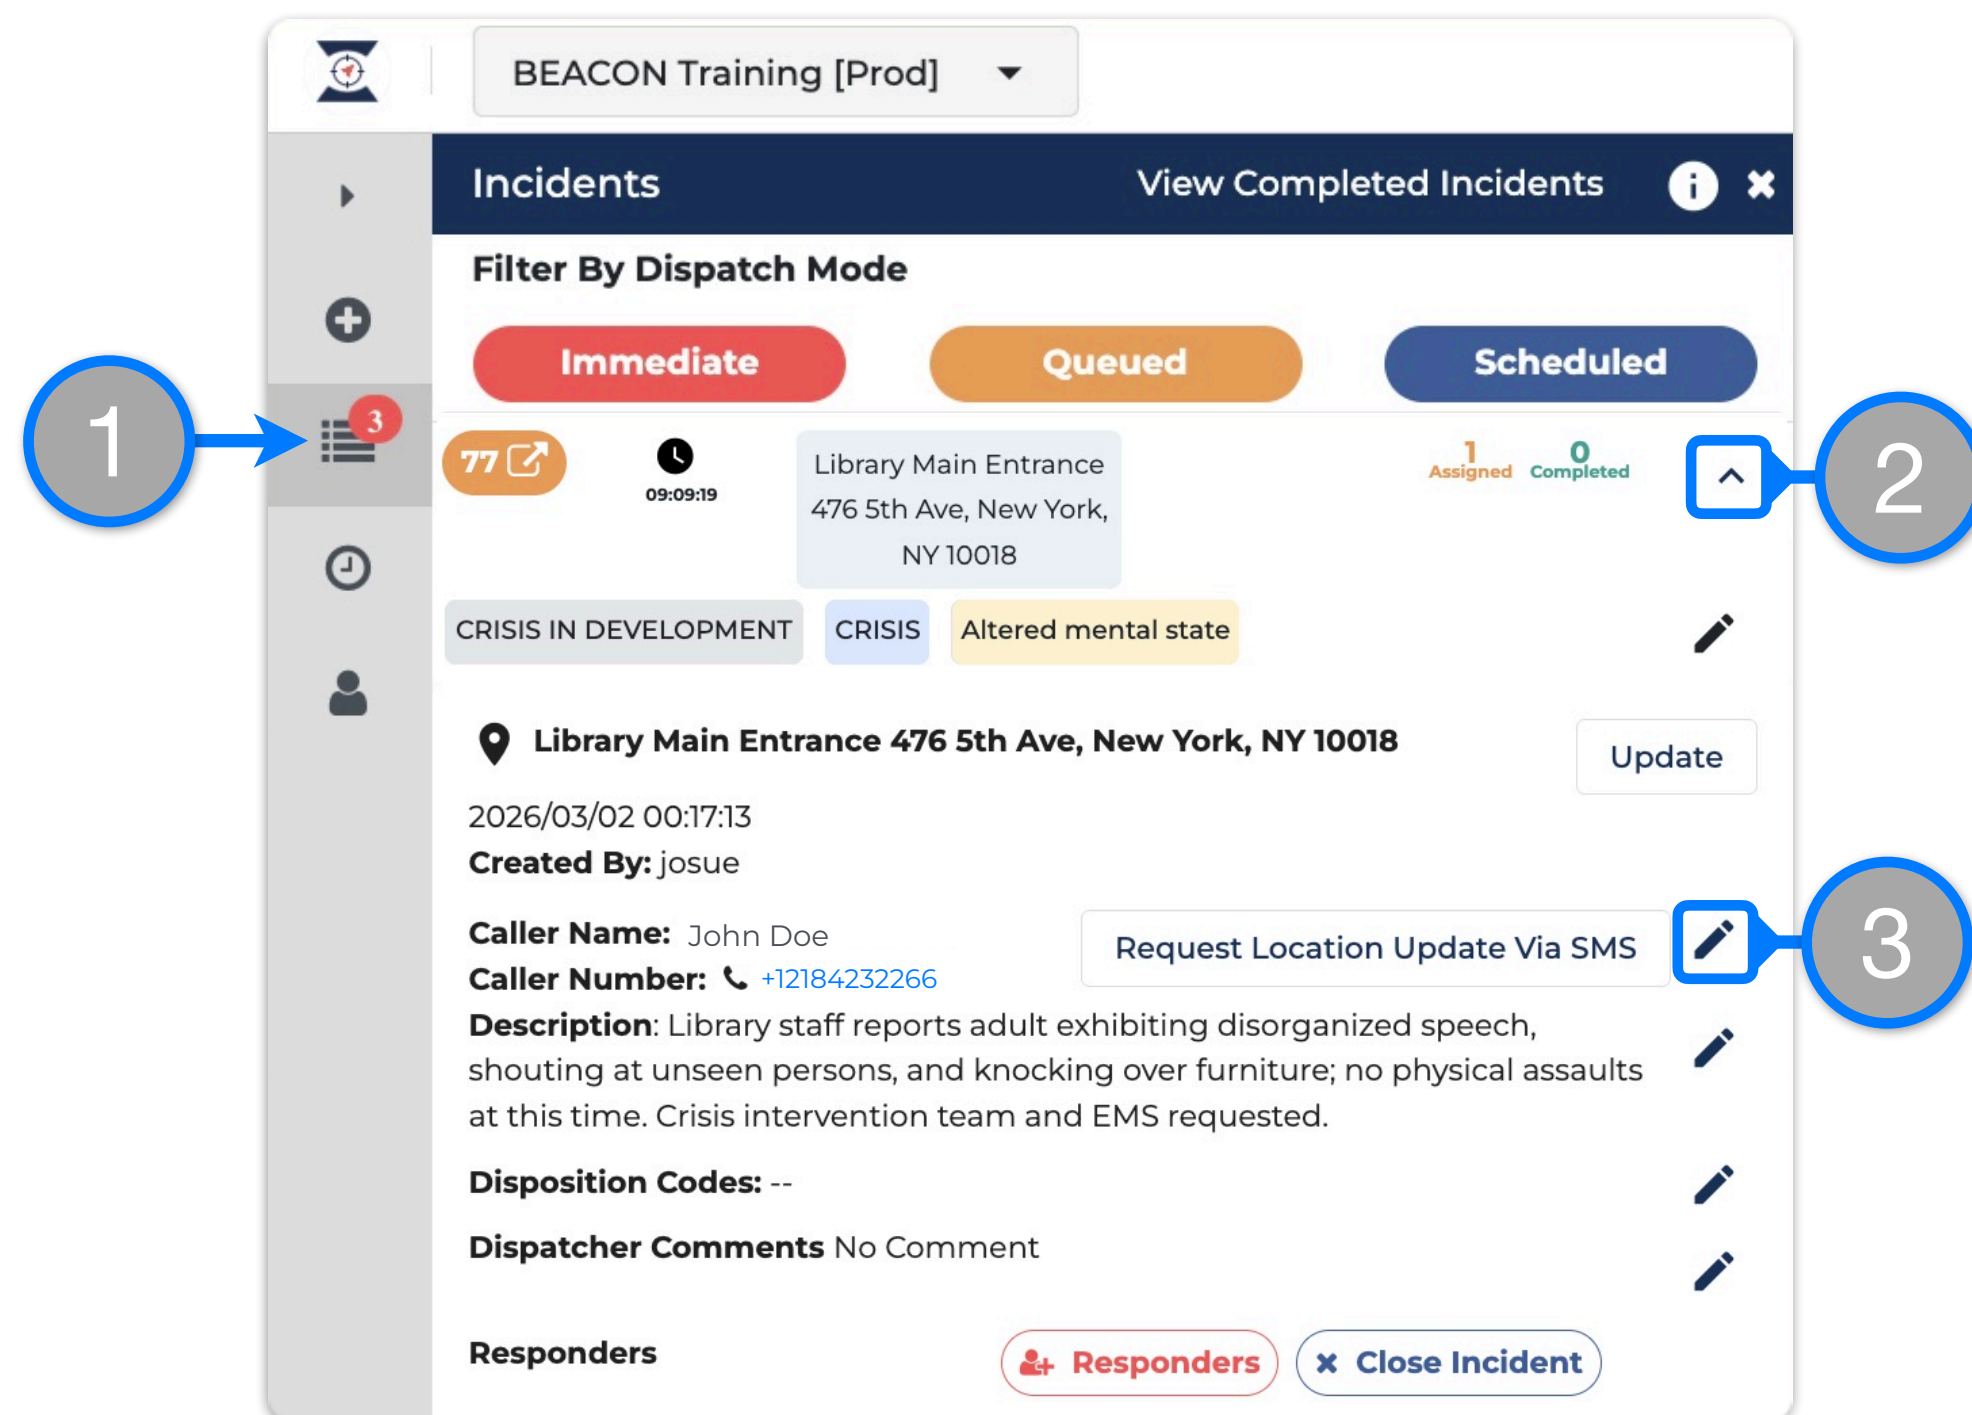 BEACON Training [Prod]
Incidents
View Completed Incidents
Filter By Dispatch Mode
Immediate
Queued
Scheduled
1
3
77
09:09:19
Library Main Entrance
476 5th Ave, New York,
NY 10018
1
Assigned
0
Completed
2
CRISIS IN DEVELOPMENT
CRISIS
Altered mental state
Library Main Entrance 476 5th Ave, New York, NY 10018
Update
2026/03/02 00:17:13
Created By: josue
Caller Name: John Doe
Request Location Update Via SMS
3
Caller Number: +12184232266
Description: Library staff reports adult exhibiting disorganized speech,
shouting at unseen persons, and knocking over furniture; no physical assaults
at this time. Crisis intervention team and EMS requested.
Disposition Codes: --
Dispatcher Comments No Comment
Responders
Responders
Close Incident